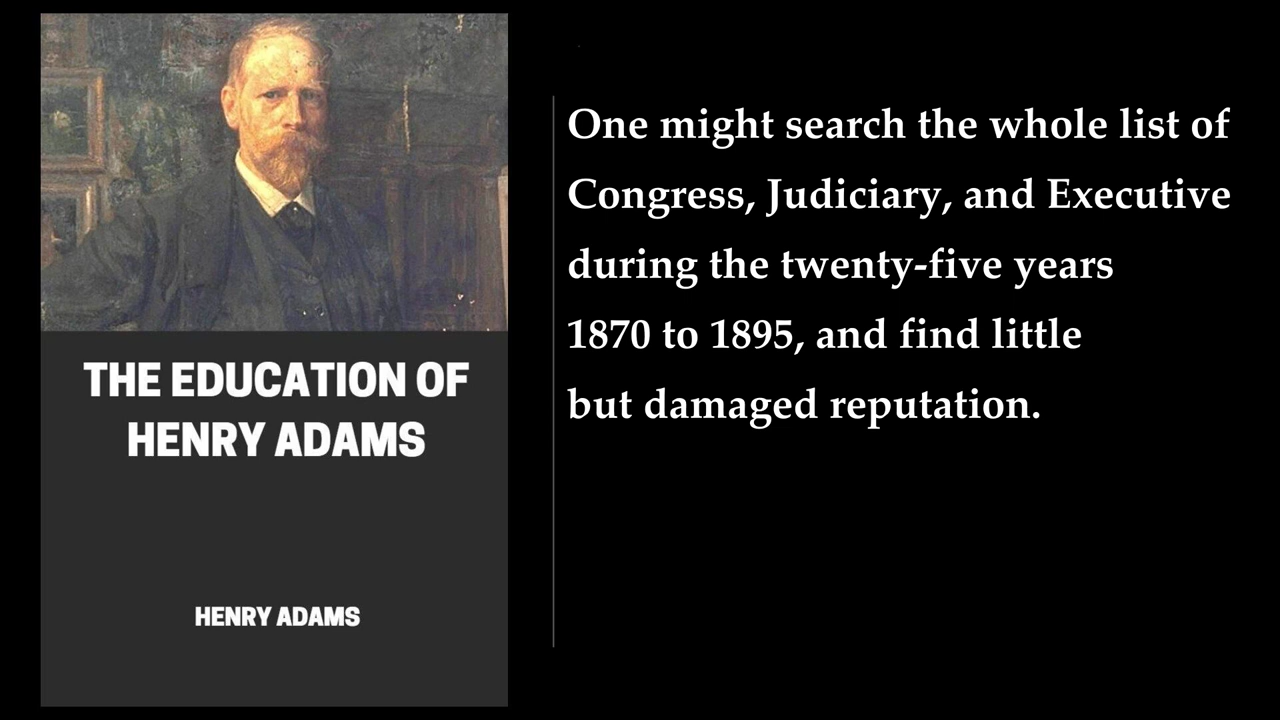 THE EDUCATION OF
HENRY ADAMS
HENRY ADAMS
One might search the whole list of
Congress, Judiciary, and Executive
during the twenty-five years
1870 to 1895, and find little
but damaged reputation.